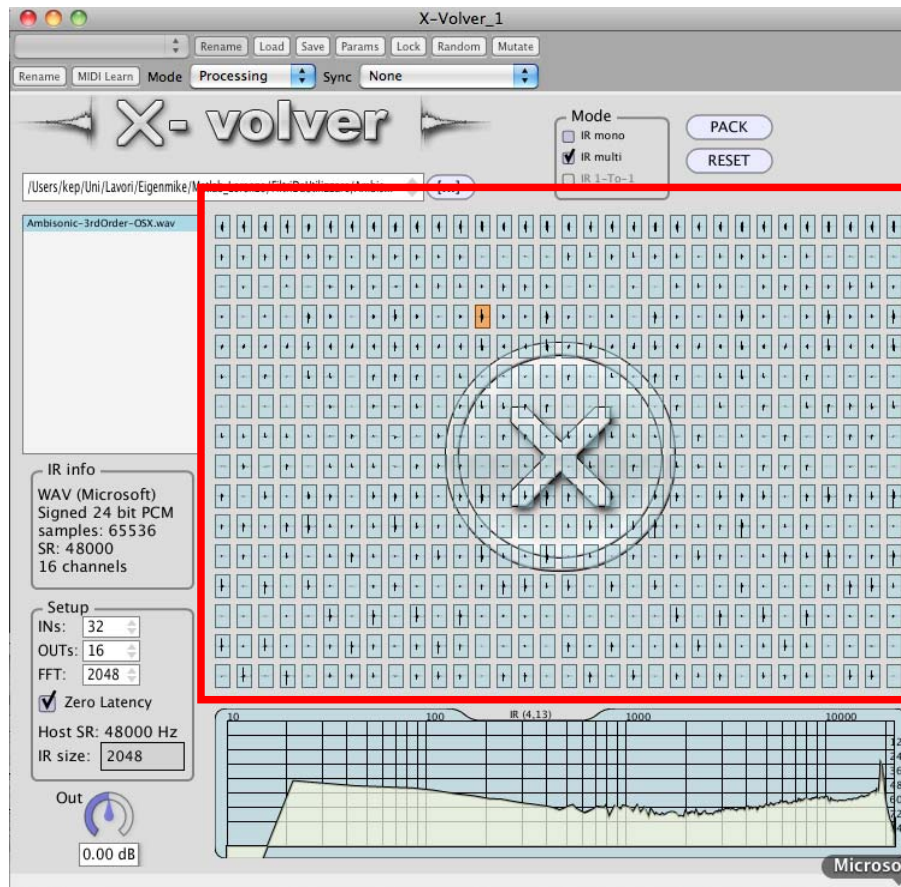 X-Volver_1
Rename Load Save Params Lock Random Mutate
Rename MIDI Learn Mode Processing Sync None
X-volver
Mode
IR mono
IR multi
IR 1-To-1
PACK
RESET
/Users/kep/Uni/Lavori/Eigenmike/
[...]
Ambisonic-3rdOrder-OSX.wav
IR info
WAV (Microsoft)
Signed 24 bit PCM
samples: 65536
SR: 48000
16 channels
Setup
INs: 32
OUTs: 16
FFT: 2048
Zero Latency
Host SR: 48000 Hz
IR size: 2048
Out
0.00 dB
10 100 IR (4,13) 1000 10000
Microso